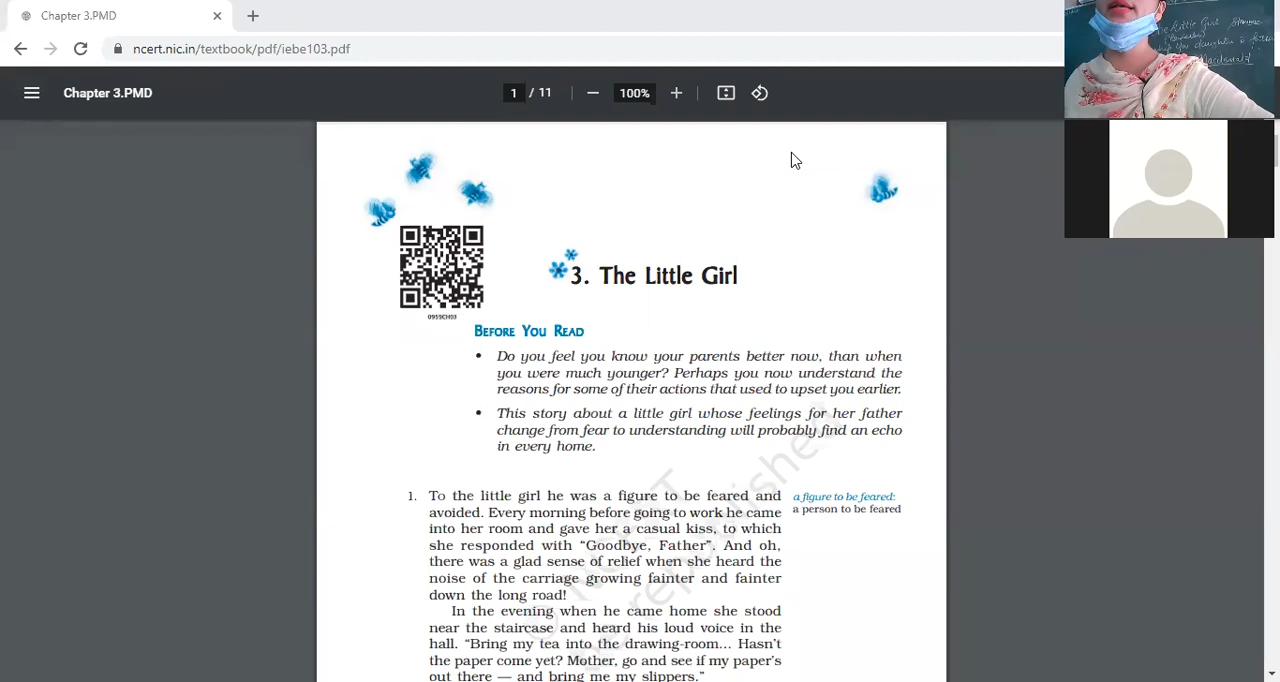 Chapter 3.PMD
ncert.nic.in/textbook/pdf/iebe103.pdf
Chapter 3.PMD
1 / 11
100%
The Little Girl
Macdonald
0959CH03
3. The Little Girl
BEFORE YOU READ
• Do you feel you know your parents better now, than when
you were much younger? Perhaps you now understand the
reasons for some of their actions that used to upset you earlier.
• This story about a little girl whose feelings for her father
change from fear to understanding will probably find an echo
in every home.
1. To the little girl he was a figure to be feared and
avoided. Every morning before going to work he came
into her room and gave her a casual kiss, to which
she responded with “Goodbye, Father”. And oh,
there was a glad sense of relief when she heard the
noise of the carriage growing fainter and fainter
down the long road!
a figure to be feared:
a person to be feared
In the evening when he came home she stood
near the staircase and heard his loud voice in the
hall. “Bring my tea into the drawing-room... Hasn’t
the paper come yet? Mother, go and see if my paper’s
out there — and bring me my slippers.”
© NCERT
republished